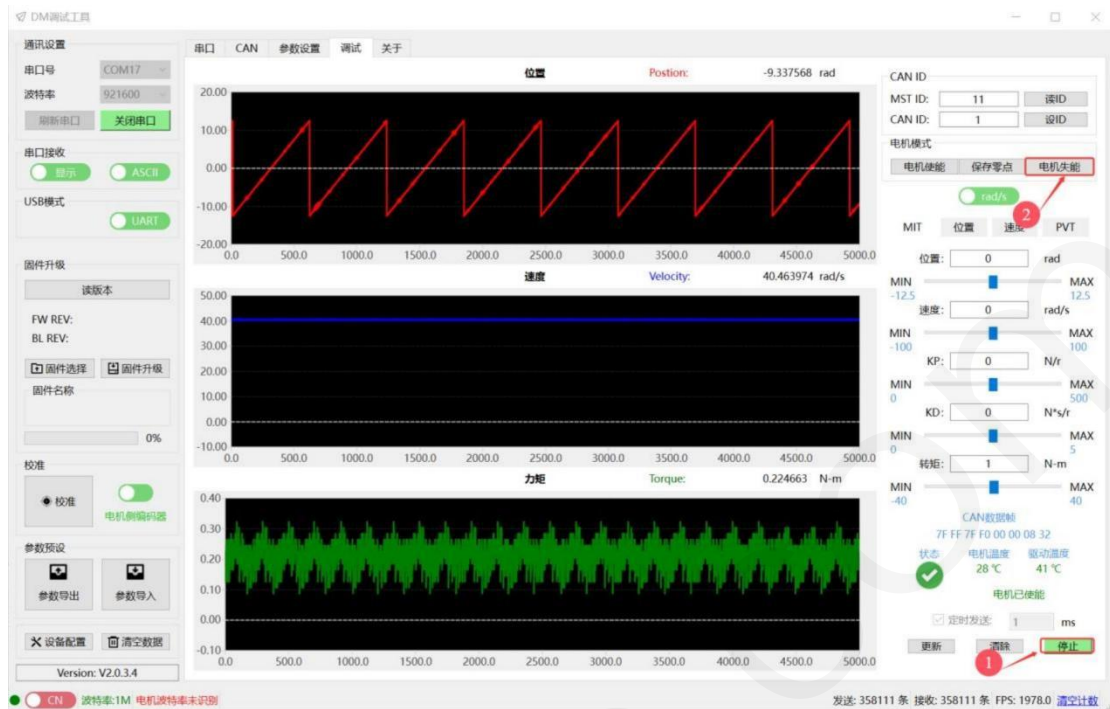 DM调试工具
通讯设置
串口号 COM17
波特率 921600
刷新串口 关闭串口
串口接收
显示 ASCII
USB模式
UART
固件升级
读版本
FW REV:
BL REV:
固件选择 固件升级
固件名称
0%
校准
校准
电机侧编码器
参数预设
参数导出 参数导入
设备配置 清空数据
Version: V2.0.3.4
CN 波特率:1M 电机波特率未识别
串口 CAN 参数设置 调试 关于
位置 Postion: -9.337568 rad
20.00
10.00
0.00
-10.00
-20.00
0.0 500.0 1000.0 1500.0 2000.0 2500.0 3000.0 3500.0 4000.0 4500.0 5000.0
速度 Velocity: 40.463974 rad/s
50.00
40.00
30.00
20.00
10.00
0.00
-10.00
0.0 500.0 1000.0 1500.0 2000.0 2500.0 3000.0 3500.0 4000.0 4500.0 5000.0
力矩 Torque: 0.224663 N-m
0.40
0.30
0.20
0.10
0.00
-0.10
0.0 500.0 1000.0 1500.0 2000.0 2500.0 3000.0 3500.0 4000.0 4500.0 5000.0
CAN ID
MST ID: 11 读ID
CAN ID: 1 设ID
电机模式
电机使能 保存零点 电机失能
rad/s
2
MIT 位置 速度 PVT
位置: 0 rad
MIN MAX
-12.5 12.5
速度: 0 rad/s
MIN MAX
-100 100
KP: 0 N/r
MIN MAX
0 500
KD: 0 N*s/r
MIN MAX
0 5
转矩: 1 N-m
MIN MAX
-40 40
CAN数据帧
7F FF 7F F0 00 00 08 32
状态 电机温度 驱动温度
28 ℃ 41 ℃
电机已使能
定时发送: 1 ms
更新 清除 停止
1
发送: 358111 条 接收: 358111 条 FPS: 1978.0 清空计数